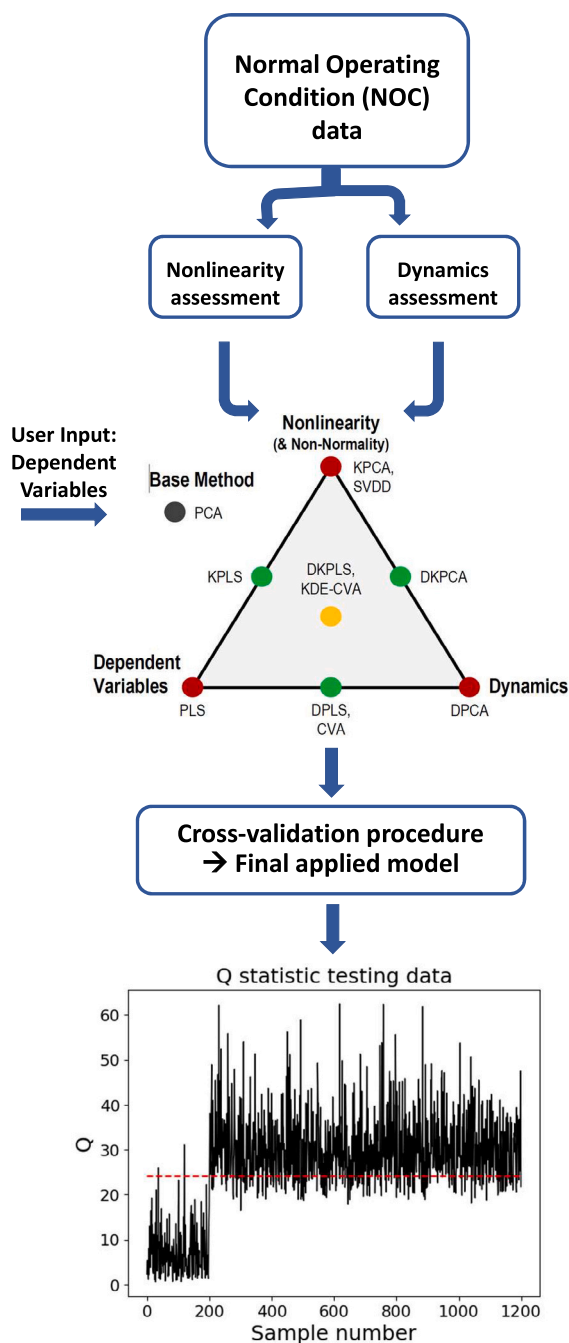 Normal Operating
Condition (NOC)
data
Nonlinearity
assessment
Dynamics
assessment
User Input:
Dependent
Variables
Nonlinearity
(& Non-Normality)
Base Method
PCA
KPCA,
SVDD
KPLS
DKPLS,
KDE-CVA
DKPCA
Dependent
Variables
Dynamics
PLS
DPLS,
CVA
DPCA
Cross-validation procedure
→ Final applied model
Q statistic testing data
60
50
40
30
20
10
0
Q
0 200 400 600 800 1000 1200
Sample number